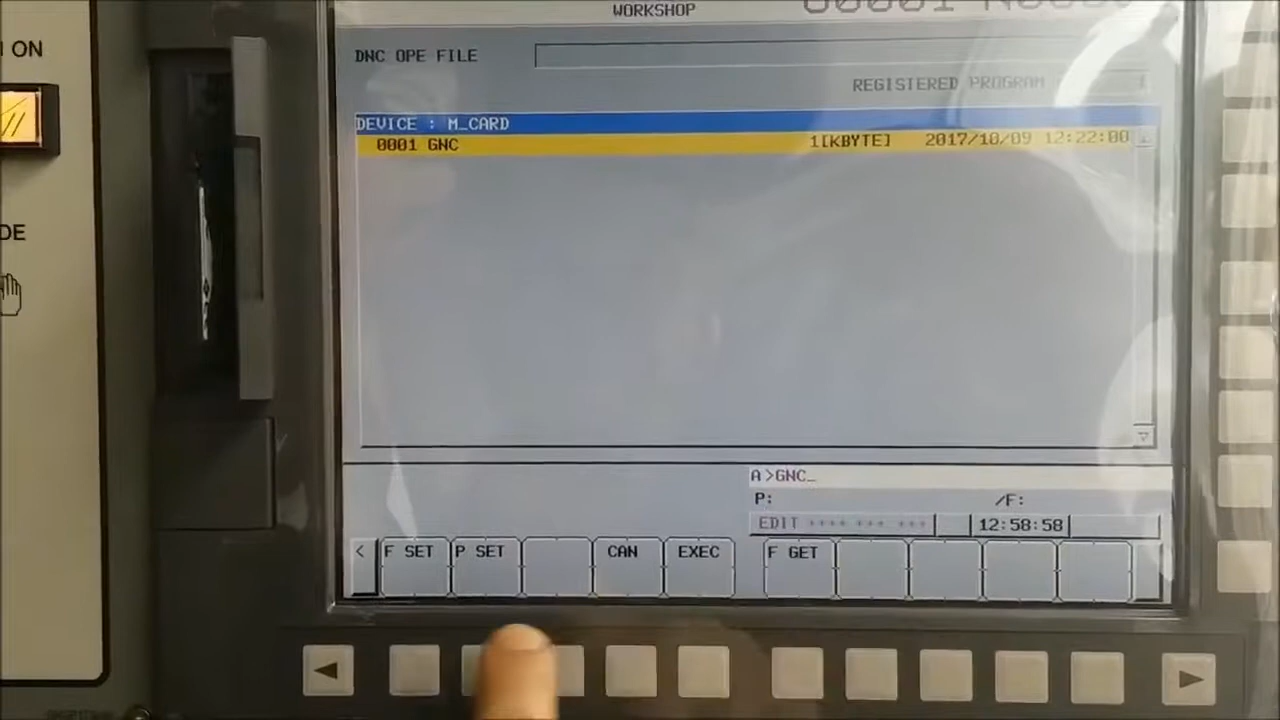 WORKSHOP
ON
DNC OPE FILE
REGISTERED PROGRAM
DEVICE : M_CARD
0001 GNC 1[KBYTE] 2017/10/09 12:22:00
DE
A>GNC_
P: /F:
EDIT **** *** *** 12:58:58
< F SET P SET CAN EXEC F GET